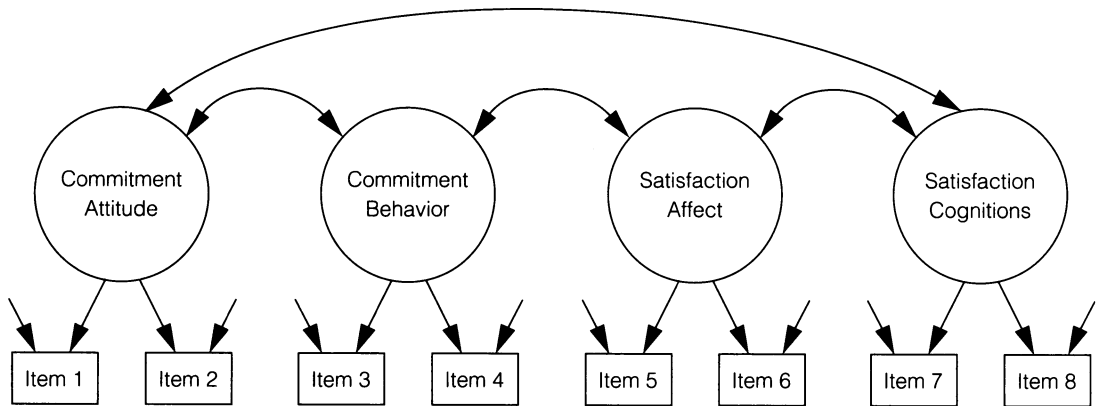 Commitment
Attitude
Commitment
Behavior
Satisfaction
Affect
Satisfaction
Cognitions
Item 1
Item 2
Item 3
Item 4
Item 5
Item 6
Item 7
Item 8